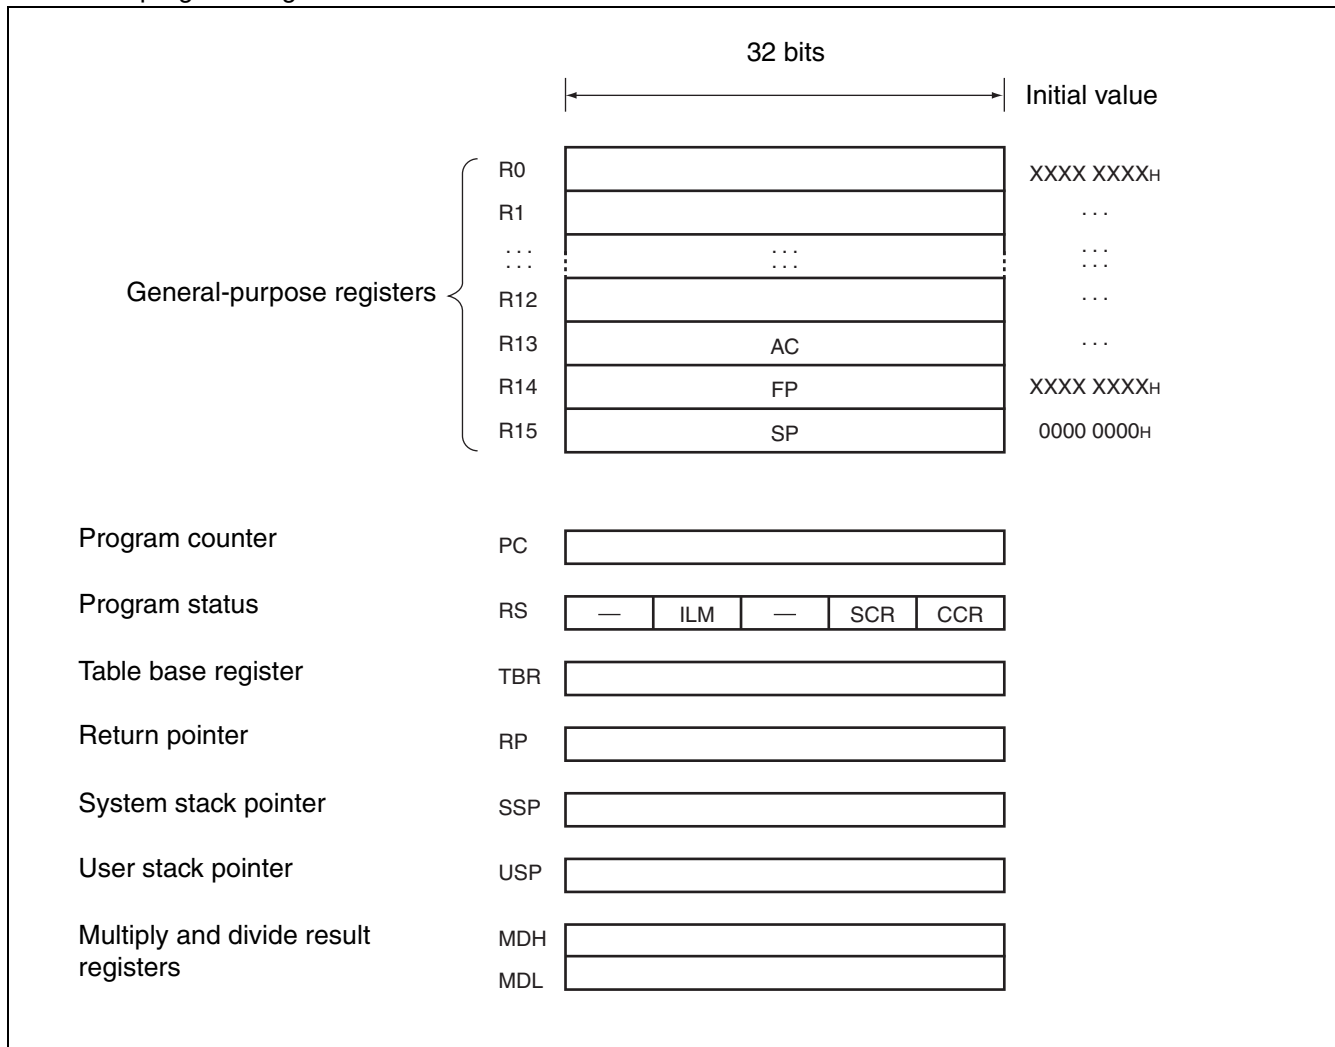 32 bits
Initial value
R0 XXXX XXXXH
R1 . . .
. . . . . . . . .
. . . . . . . . .
General-purpose registers
R12 . . .
R13 AC . . .
R14 FP XXXX XXXXH
R15 SP 0000 0000H
Program counter PC
Program status RS — ILM — SCR CCR
Table base register TBR
Return pointer RP
System stack pointer SSP
User stack pointer USP
Multiply and divide result MDH
registers MDL